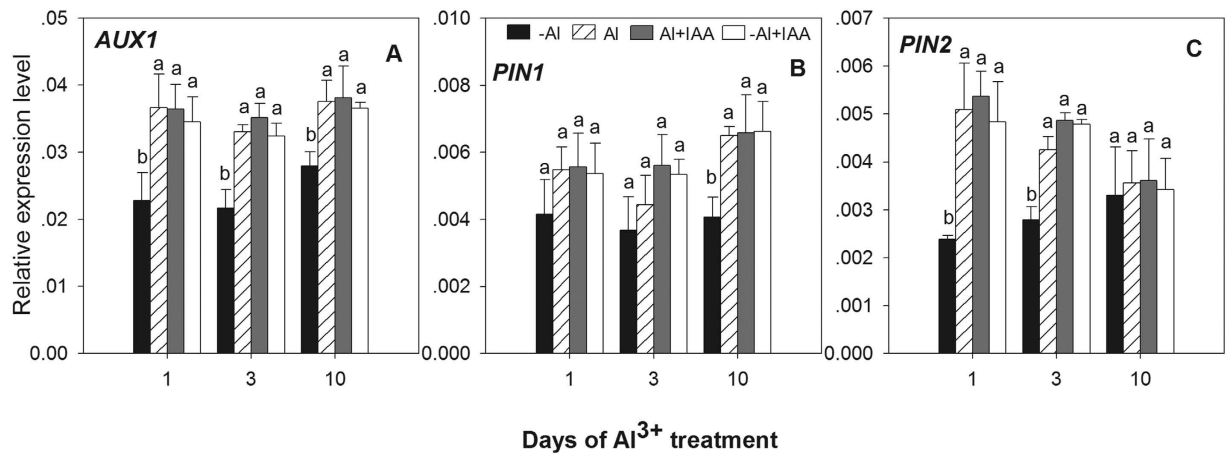 Relative expression level
AUX1
A
.05
.04
.03
.02
.01
0.00
b a a a
b a a a
b a a a
1 3 10
-Al Al Al+IAA -Al+IAA
PIN1
B
.010
.008
.006
.004
.002
0.000
a a a a
a a a a
b a a a
1 3 10
PIN2
C
.007
.006
.005
.004
.003
.002
.001
0.000
b a a a
b a a a
a a a a
1 3 10
Days of Al3+ treatment